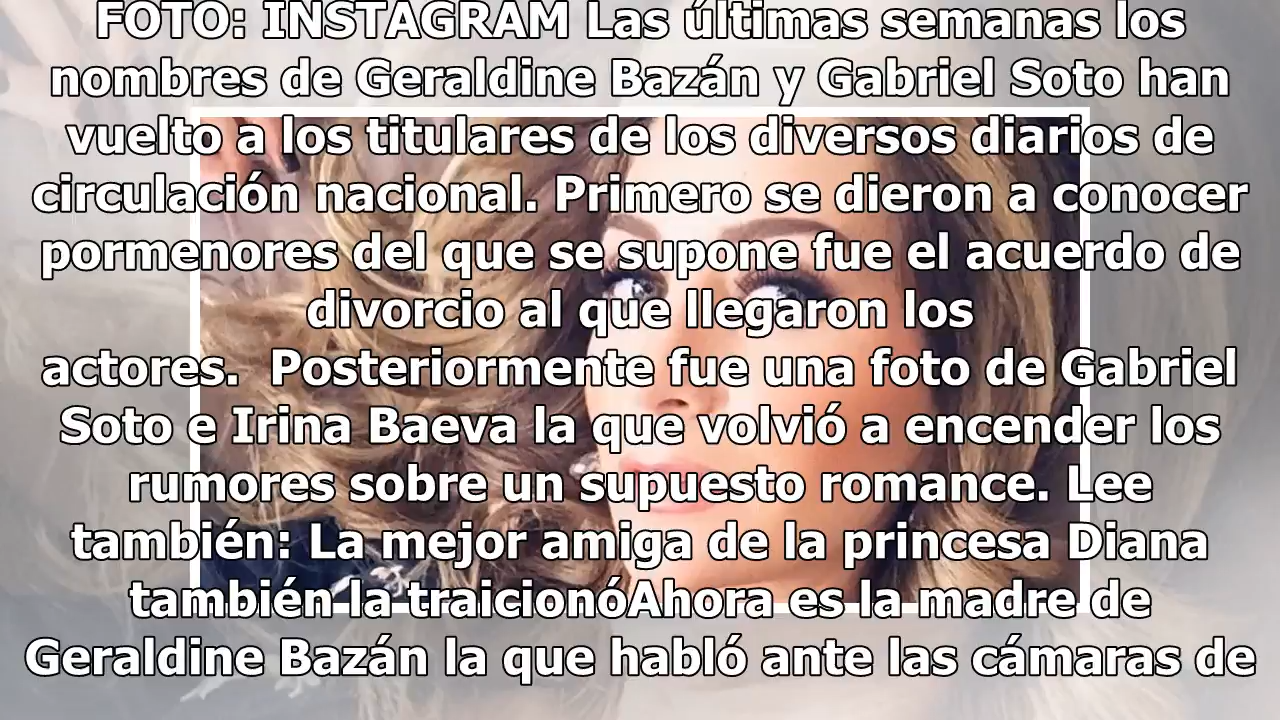 FOTO: INSTAGRAM Las últimas semanas los
nombres de Geraldine Bazán y Gabriel Soto han
vuelto a los titulares de los diversos diarios de
circulación nacional. Primero se dieron a conocer
pormenores del que se supone fue el acuerdo de
divorcio al que llegaron los
actores.  Posteriormente fue una foto de Gabriel
Soto e Irina Baeva la que volvió a encender los
rumores sobre un supuesto romance. Lee
también: La mejor amiga de la princesa Diana
también la traicionóAhora es la madre de
Geraldine Bazán la que habló ante las cámaras de